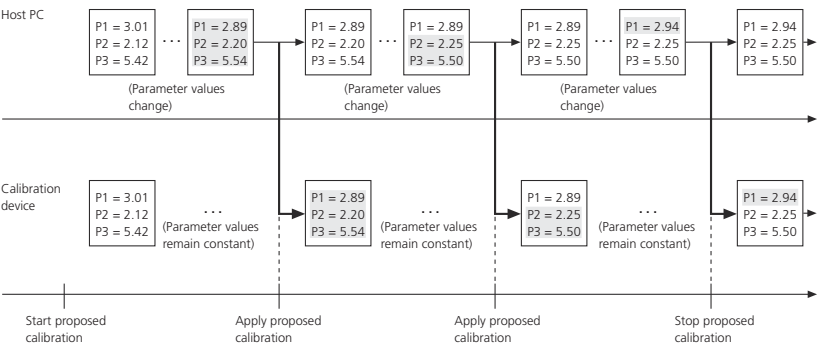 Host PC
P1 = 3.01
P2 = 2.12
P3 = 5.42
...
P1 = 2.89
P2 = 2.20
P3 = 5.54
(Parameter values
change)
P1 = 2.89
P2 = 2.20
P3 = 5.54
...
P1 = 2.89
P2 = 2.25
P3 = 5.50
(Parameter values
change)
P1 = 2.89
P2 = 2.25
P3 = 5.50
...
P1 = 2.94
P2 = 2.25
P3 = 5.50
(Parameter values
change)
P1 = 2.94
P2 = 2.25
P3 = 5.50
Calibration
device
P1 = 3.01
P2 = 2.12
P3 = 5.42
...
(Parameter values
remain constant)
P1 = 2.89
P2 = 2.20
P3 = 5.54
...
(Parameter values
remain constant)
P1 = 2.89
P2 = 2.25
P3 = 5.50
...
(Parameter values
remain constant)
P1 = 2.94
P2 = 2.25
P3 = 5.50
Start proposed
calibration
Apply proposed
calibration
Apply proposed
calibration
Stop proposed
calibration